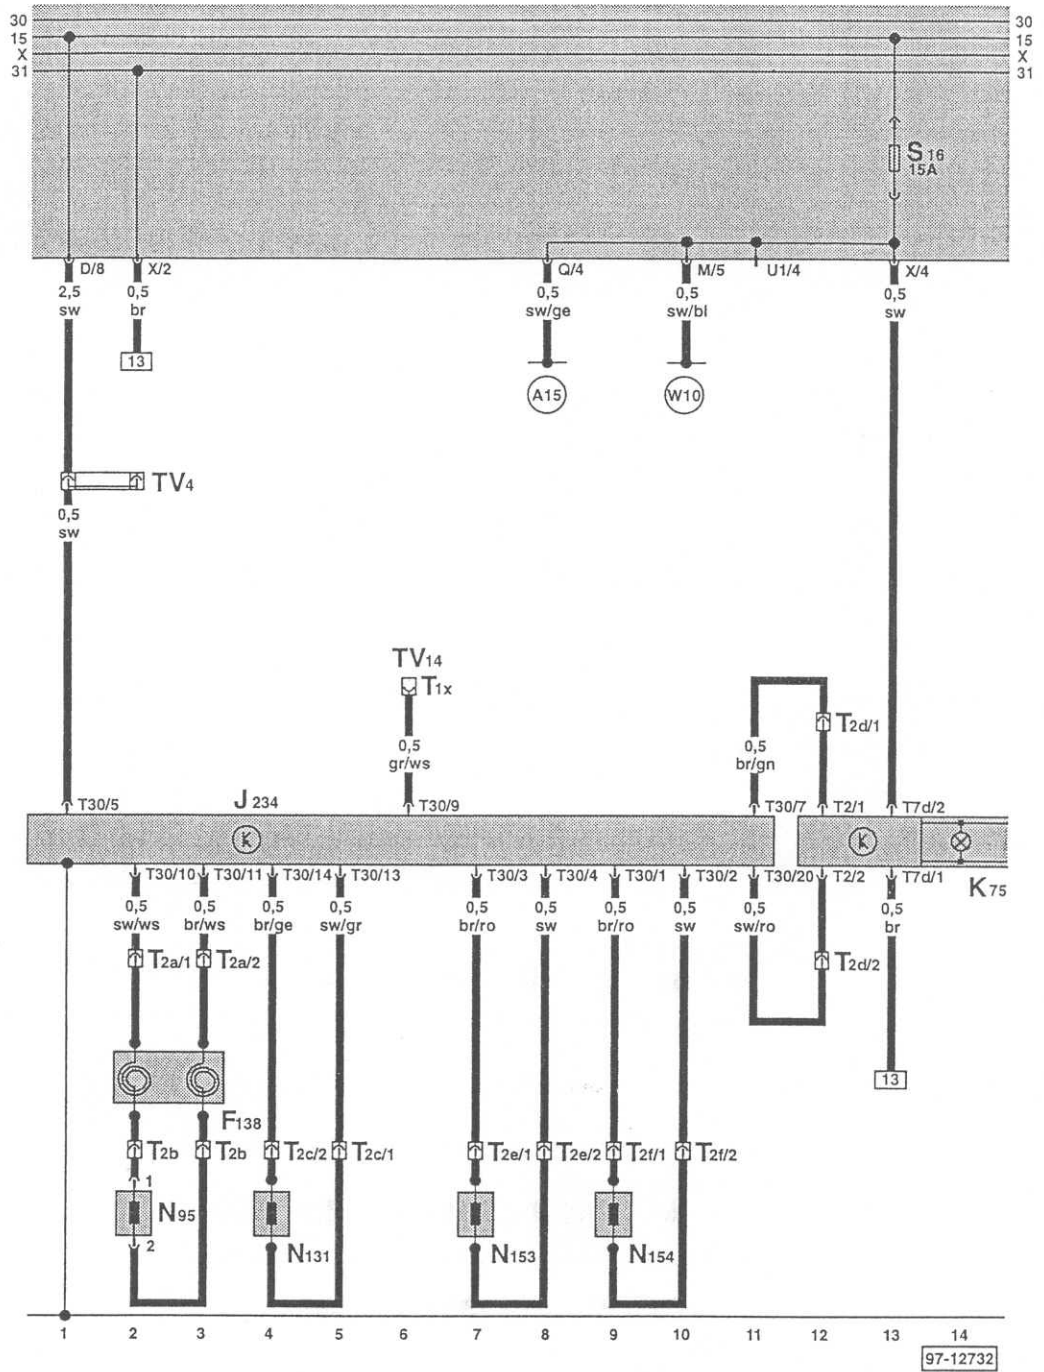 30 30
15 15
X X
31 31
S16
15A
D/8 X/2 Q/4 M/5 U1/4 X/4
2,5 0,5 0,5 0,5 0,5
sw br sw/ge sw/bl sw
13
A15 W10
TV4
0,5
sw
TV14
T1x
T2d/1
0,5 0,5
gr/ws br/gn
T30/5 J234 T30/9 T30/7 T2/1 T7d/2
K K
T30/10 T30/11 T30/14 T30/13 T30/3 T30/4 T30/1 T30/2 T30/20 T2/2 T7d/1
K75
0,5 0,5 0,5 0,5 0,5 0,5 0,5 0,5 0,5 0,5
sw/ws br/ws br/ge sw/gr br/ro sw br/ro sw sw/ro br
T2a/1 T2a/2 T2d/2
13
F138
T2b T2b T2c/2 T2c/1 T2e/1 T2e/2 T2f/1 T2f/2
1
N95
2
N131 N153 N154
1 2 3 4 5 6 7 8 9 10 11 12 13 14
97-12732